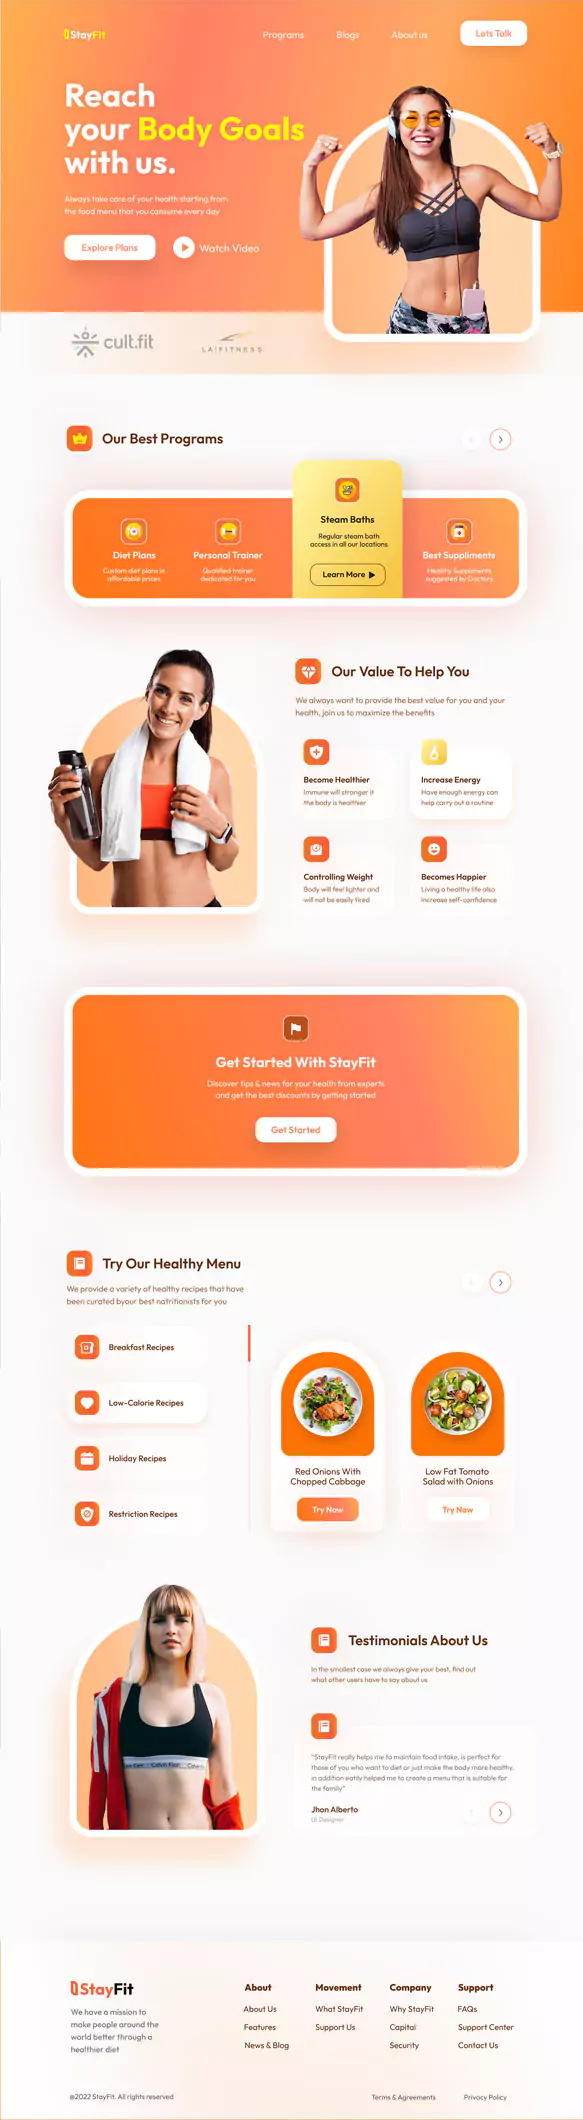 StayFit
Programs
Blogs
About us
Lets Talk
Reach
your Body Goals
with us.
Always take care of your health starting from
the food menu that you consume every day
Explore Plans
Watch Video
cult.fit
LA|FITNESS
Our Best Programs
Diet Plans
Custom diet plans in
affordable prices
Personal Trainer
Qualified trainer
dedicated for you
Steam Baths
Regular steam bath
access in all our locations
Learn More
Best Suppliments
Healthy Suppliments
suggested by Doctors
Our Value To Help You
We always want to provide the best value for you and your
health, join us to maximize the benefits
Become Healthier
Immune will stronger it
the body is healthier
Increase Energy
Have enough energy can
help carry out a routine
Controlling Weight
Body will feel lighter and
will not be easily tired
Becomes Happier
Living a healthy life also
increase self-confidence
Get Started With StayFit
Discover tips & news for your health from experts
and get the best discounts by getting started
Get Started
Try Our Healthy Menu
We provide a variety of healthy recipes that have
been curated byour best natritionists for you
Breakfast Recipes
Low-Calorie Recipes
Holiday Recipes
Restriction Recipes
Red Onions With
Chopped Cabbage
Try Now
Low Fat Tomato
Salad with Onions
Try Now
Calvin Klein
Testimonials About Us
In the smallest case we always give your best, find out
what other users have to say about us
"StayFit really helps me to maintain food intake, is perfect for
those of you who want to diet or just make the body more healthy,
in addition eatily helped me to create a menu that is suitable for
the family"
Jhon Alberto
UI Designer
StayFit
We have a mission to
make people around the
world better through a
healthier diet
About
About Us
Features
News & Blog
Movement
What StayFit
Support Us
Company
Why StayFit
Capital
Security
Support
FAQs
Support Center
Contact Us
@2022 StayFit. All rights reserved
Terms & Agreements
Privacy Policy